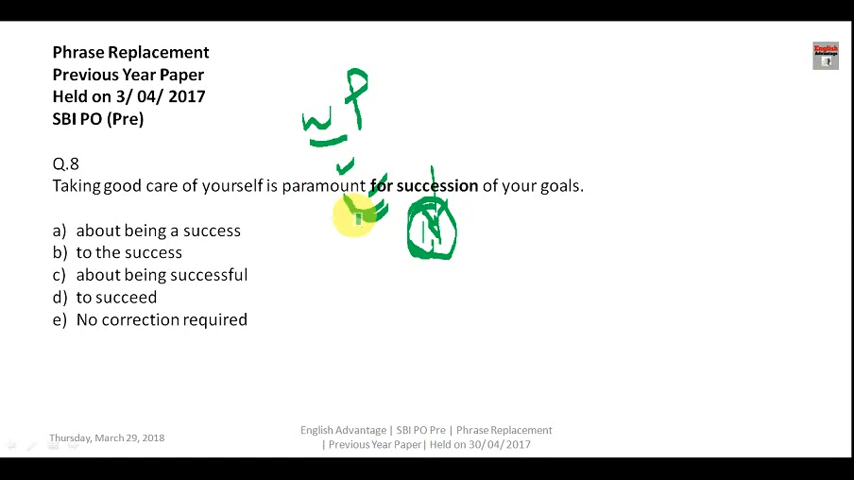 Phrase Replacement
English
Advantage
Previous Year Paper
Held on 3/ 04/ 2017
SBI PO (Pre)
wP
Q.8
Taking good care of yourself is paramount for succession of your goals.
N
a) about being a success
b) to the success
c) about being successful
d) to succeed
e) No correction required
Thursday, March 29, 2018
English Advantage| SBI PO Pre | Phrase Replacement
| Previous Year Paper| Held on 30/ 04/ 2017